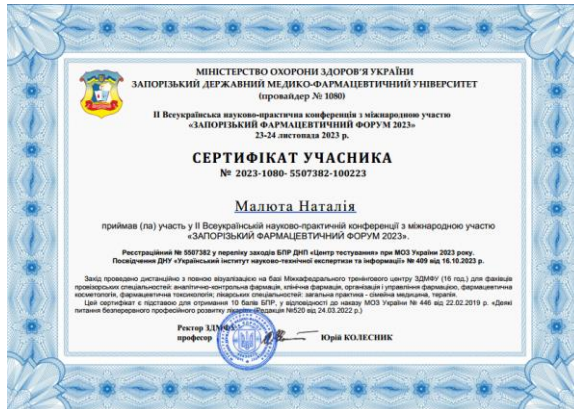 МІНІСТЕРСТВО ОХОРОНИ ЗДОРОВ'Я УКРАЇНИ
ЗАПОРІЗЬКИЙ ДЕРЖАВНИЙ МЕДИКО-ФАРМАЦЕВТИЧНИЙ УНІВЕРСИТЕТ
(провайдер № 1080)
ІІ Всеукраїнська науково-практична конференція з міжнародною участю
«ЗАПОРІЗЬКИЙ ФАРМАЦЕВТИЧНИЙ ФОРУМ 2023»
23-24 листопада 2023 р.
СЕРТИФІКАТ УЧАСНИКА
№ 2023-1080- 5507382-100223
Малюта Наталія
приймав (ла) участь у ІІ Всеукраїнській науково-практичній конференції з міжнародною участю
«ЗАПОРІЗЬКИЙ ФАРМАЦЕВТИЧНИЙ ФОРУМ 2023».
Реєстраційний № 5507382 у переліку заходів БПР ДНП «Центр тестування» при МОЗ України 2023 року.
Посвідчення ДНУ «Український інститут науково-технічної експертизи та інформації» № 409 від 16.10.2023 р.
Захід проведено дистанційно з повною візуалізацією на базі Міжкафедрального тренінгового центру ЗДМФУ (16 год.) для фахівців
провізорських спеціальностей: аналітично-контрольна фармація, клінічна фармація, організація і управління фармацією, фармацевтична
косметологія, фармацевтична токсикологія; лікарських спеціальностей: загальна практика - сімейна медицина, терапія.
Цей сертифікат є підставою для отримання 10 балів БПР, у відповідності до наказу МОЗ України № 446 від 22.02.2019 р. «Деякі
питання безперервного професійного розвитку лікарів» (Редакція №520 від 24.03.2022 р.)
Ректор ЗДМФУ
професор Юрій КОЛЕСНИК